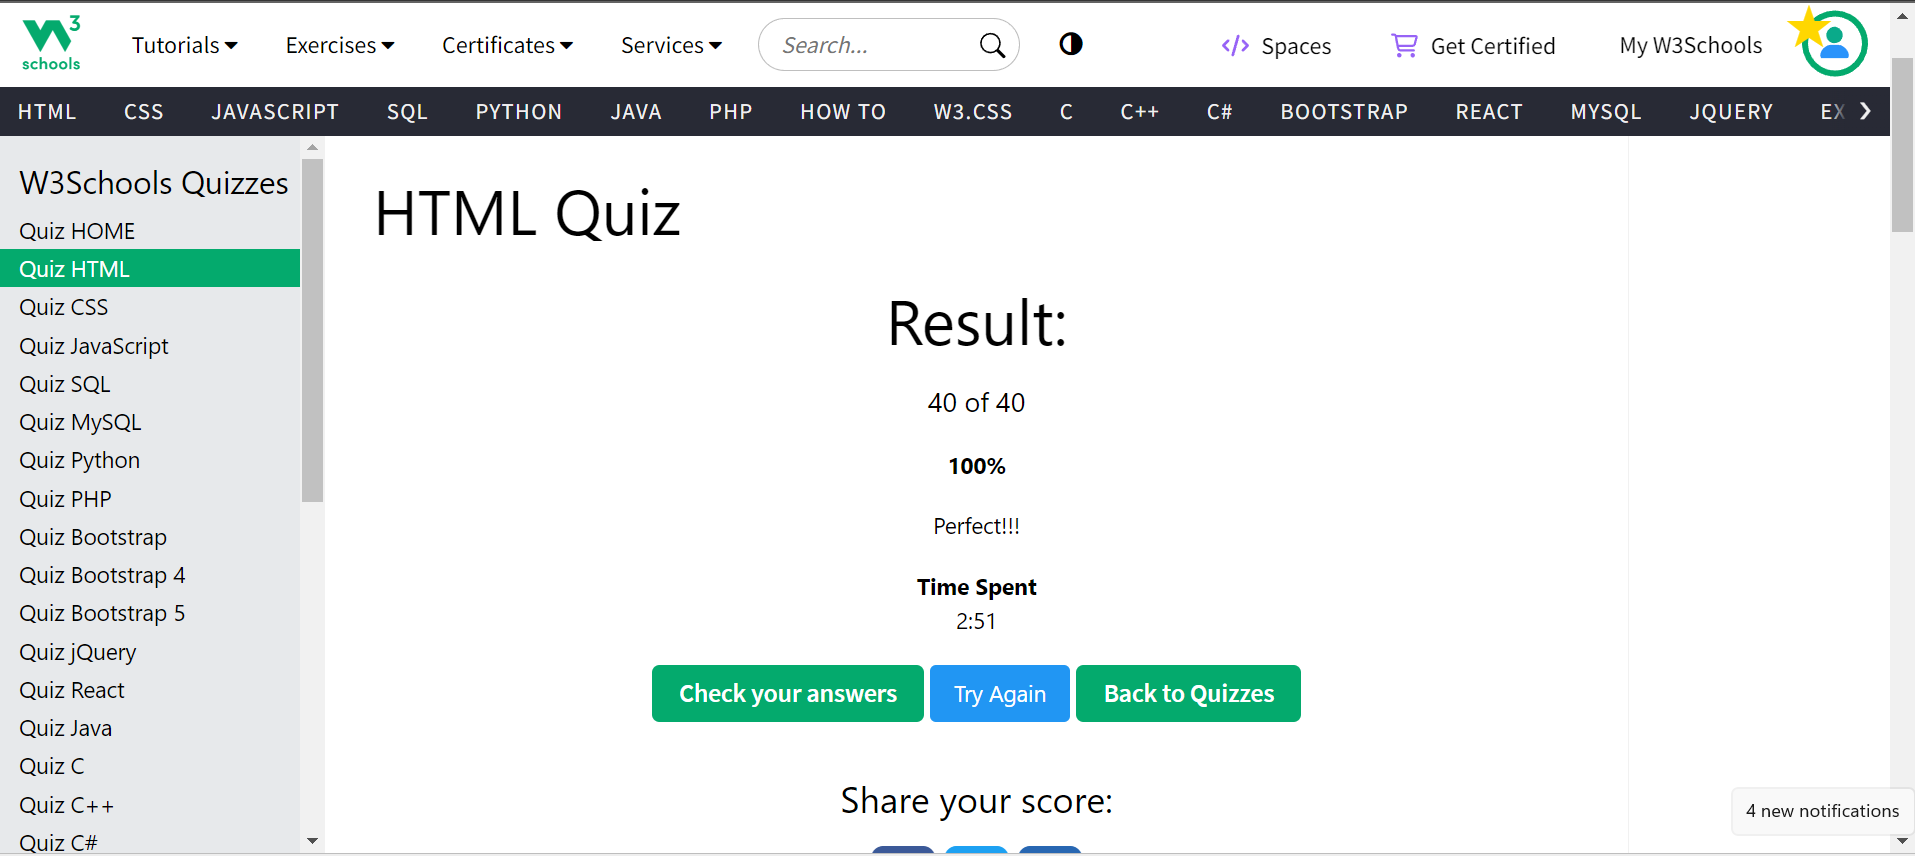 W3
schools
Tutorials
Exercises
Certificates
Services
Search...
Spaces
Get Certified
My W3Schools
HTML CSS JAVASCRIPT SQL PYTHON JAVA PHP HOW TO W3.CSS C C++ C# BOOTSTRAP REACT MYSQL JQUERY EX
W3Schools Quizzes
Quiz HOME
Quiz HTML
Quiz CSS
Quiz JavaScript
Quiz SQL
Quiz MySQL
Quiz Python
Quiz PHP
Quiz Bootstrap
Quiz Bootstrap 4
Quiz Bootstrap 5
Quiz jQuery
Quiz React
Quiz Java
Quiz C
Quiz C++
Quiz C#
HTML Quiz
Result:
40 of 40
100%
Perfect!!!
Time Spent
2:51
Check your answers
Try Again
Back to Quizzes
Share your score:
4 new notifications